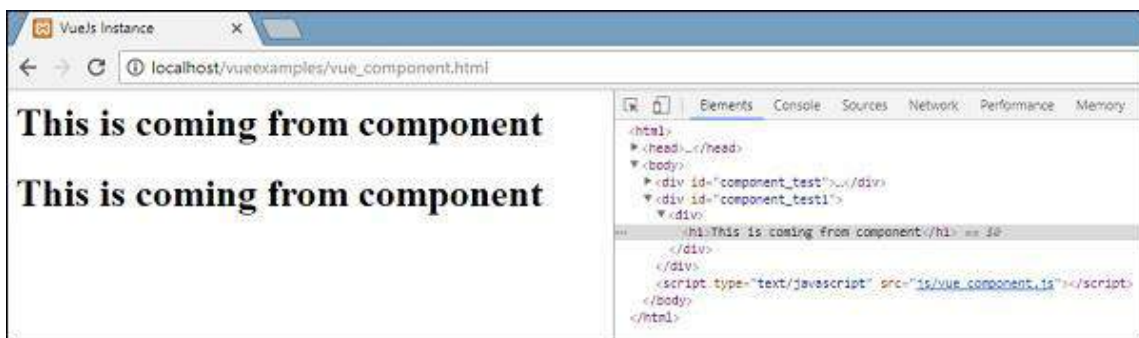 VueJs Instance
localhost/vueexamples/vue_component.html
This is coming from component
This is coming from component
Elements Console Sources Network Performance Memory
<html>
<head>…</head>
<body>
<div id="component_test">…</div>
<div id="component_test1">
<div>
<h1>This is coming from component</h1> == $0
</div>
</div>
<script type="text/javascript" src="js/vue_component.js"></script>
</body>
</html>